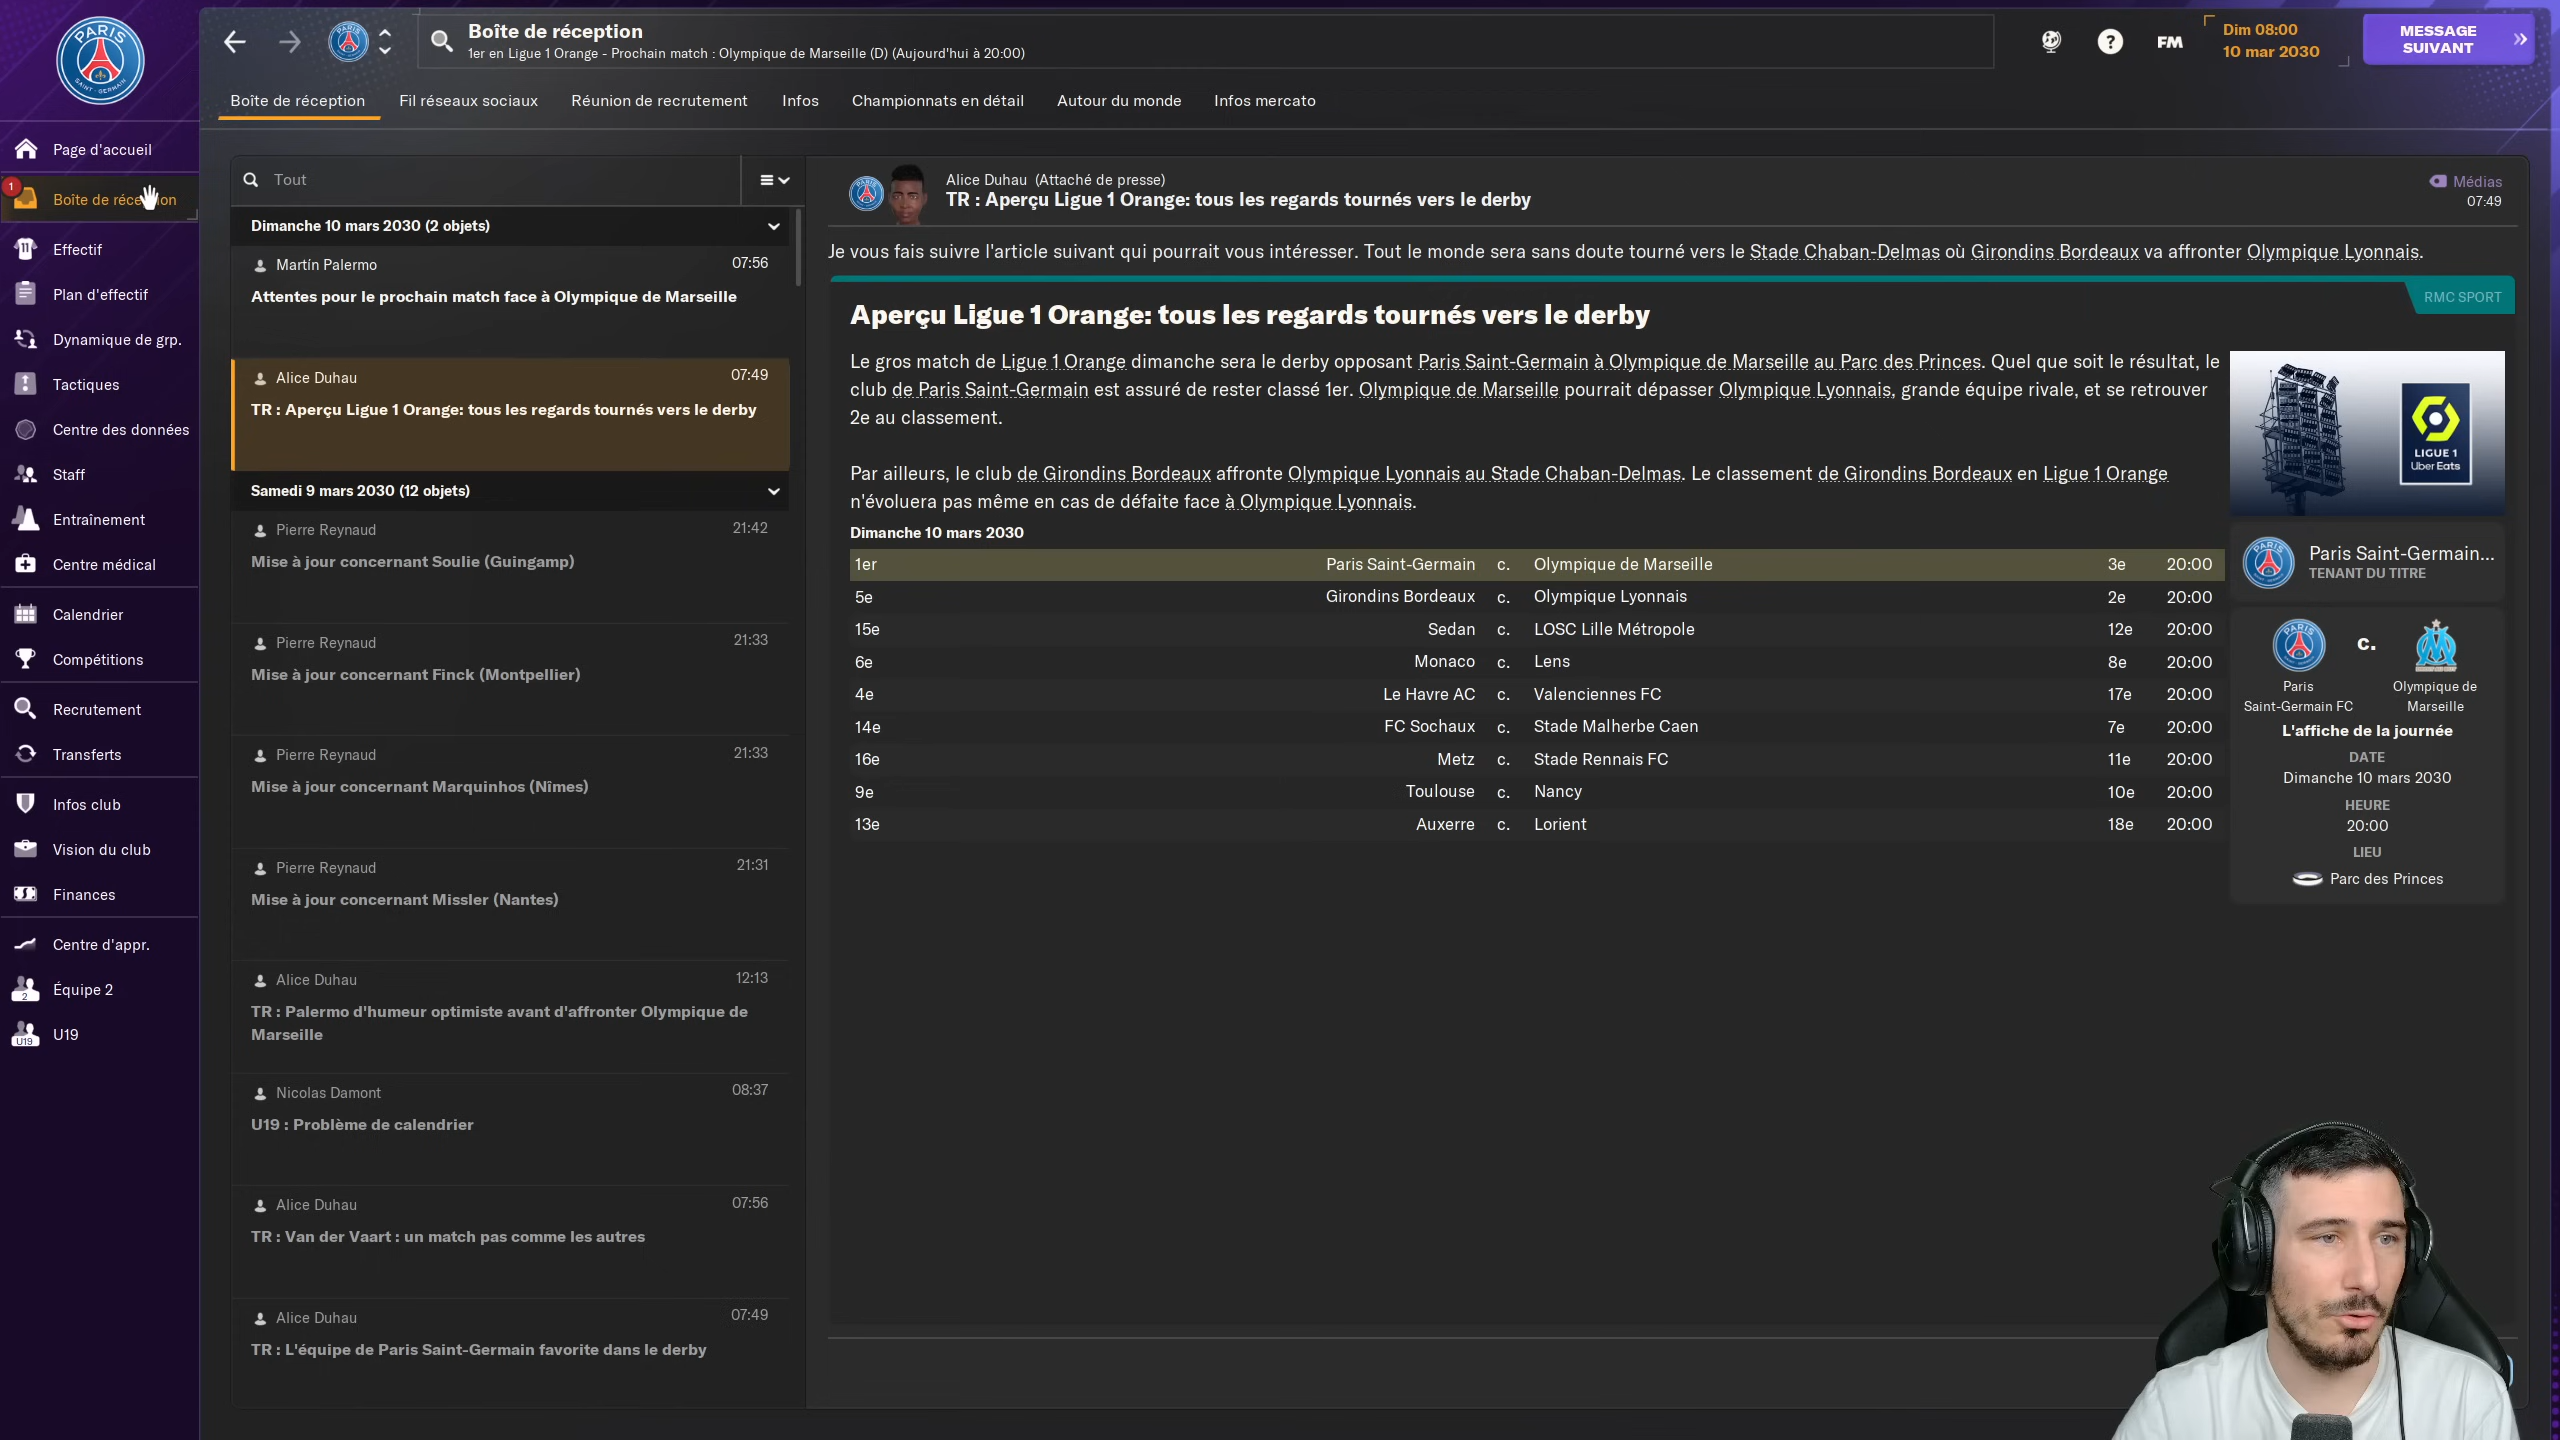 Boîte de réception
1er en Ligue 1 Orange - Prochain match : Olympique de Marseille (D) (Aujourd'hui à 20:00)
FM
Dim 08:00
10 mar 2030
MESSAGE
SUIVANT
Boîte de réception
Fil réseaux sociaux
Réunion de recrutement
Infos
Championnats en détail
Autour du monde
Infos mercato
PARIS
SAINT-GERMAIN
Page d'accueil
1
Boîte de
Effectif
Plan d'effectif
Dynamique de grp.
Tactiques
Centre des données
Staff
Entraînement
Centre médical
Calendrier
Compétitions
Recrutement
Transferts
Infos club
Vision du club
Finances
Centre d'appr.
2
Équipe 2
U19
U19
Tout
Dimanche 10 mars 2030 (2 objets)
Martín Palermo 07:56
Attentes pour le prochain match face à Olympique de Marseille
Alice Duhau 07:49
TR : Aperçu Ligue 1 Orange: tous les regards tournés vers le derby
Samedi 9 mars 2030 (12 objets)
Pierre Reynaud 21:42
Mise à jour concernant Soulie (Guingamp)
Pierre Reynaud 21:33
Mise à jour concernant Finck (Montpellier)
Pierre Reynaud 21:33
Mise à jour concernant Marquinhos (Nîmes)
Pierre Reynaud 21:31
Mise à jour concernant Missler (Nantes)
Alice Duhau 12:13
TR : Palermo d'humeur optimiste avant d'affronter Olympique de
Marseille
Nicolas Damont 08:37
U19 : Problème de calendrier
Alice Duhau 07:56
TR : Van der Vaart : un match pas comme les autres
Alice Duhau 07:49
TR : L'équipe de Paris Saint-Germain favorite dans le derby
Alice Duhau (Attaché de presse)
TR : Aperçu Ligue 1 Orange: tous les regards tournés vers le derby
Médias
07:49
Je vous fais suivre l'article suivant qui pourrait vous intéresser. Tout le monde sera sans doute tourné vers le Stade Chaban-Delmas où Girondins Bordeaux va affronter Olympique Lyonnais.
RMC SPORT
Aperçu Ligue 1 Orange: tous les regards tournés vers le derby
Le gros match de Ligue 1 Orange dimanche sera le derby opposant Paris Saint-Germain à Olympique de Marseille au Parc des Princes. Quel que soit le résultat, le
club de Paris Saint-Germain est assuré de rester classé 1er. Olympique de Marseille pourrait dépasser Olympique Lyonnais, grande équipe rivale, et se retrouver
2e au classement.
Par ailleurs, le club de Girondins Bordeaux affronte Olympique Lyonnais au Stade Chaban-Delmas. Le classement de Girondins Bordeaux en Ligue 1 Orange
n'évoluera pas même en cas de défaite face à Olympique Lyonnais.
Dimanche 10 mars 2030
1er Paris Saint-Germain c. Olympique de Marseille 3e 20:00
5e Girondins Bordeaux c. Olympique Lyonnais 2e 20:00
15e Sedan c. LOSC Lille Métropole 12e 20:00
6e Monaco c. Lens 8e 20:00
4e Le Havre AC c. Valenciennes FC 17e 20:00
14e FC Sochaux c. Stade Malherbe Caen 7e 20:00
16e Metz c. Stade Rennais FC 11e 20:00
9e Toulouse c. Nancy 10e 20:00
13e Auxerre c. Lorient 18e 20:00
LIGUE 1
Uber Eats
Paris Saint-Germain...
TENANT DU TITRE
c.
Paris
Saint-Germain FC
Olympique de
Marseille
L'affiche de la journée
DATE
Dimanche 10 mars 2030
HEURE
20:00
LIEU
Parc des Princes